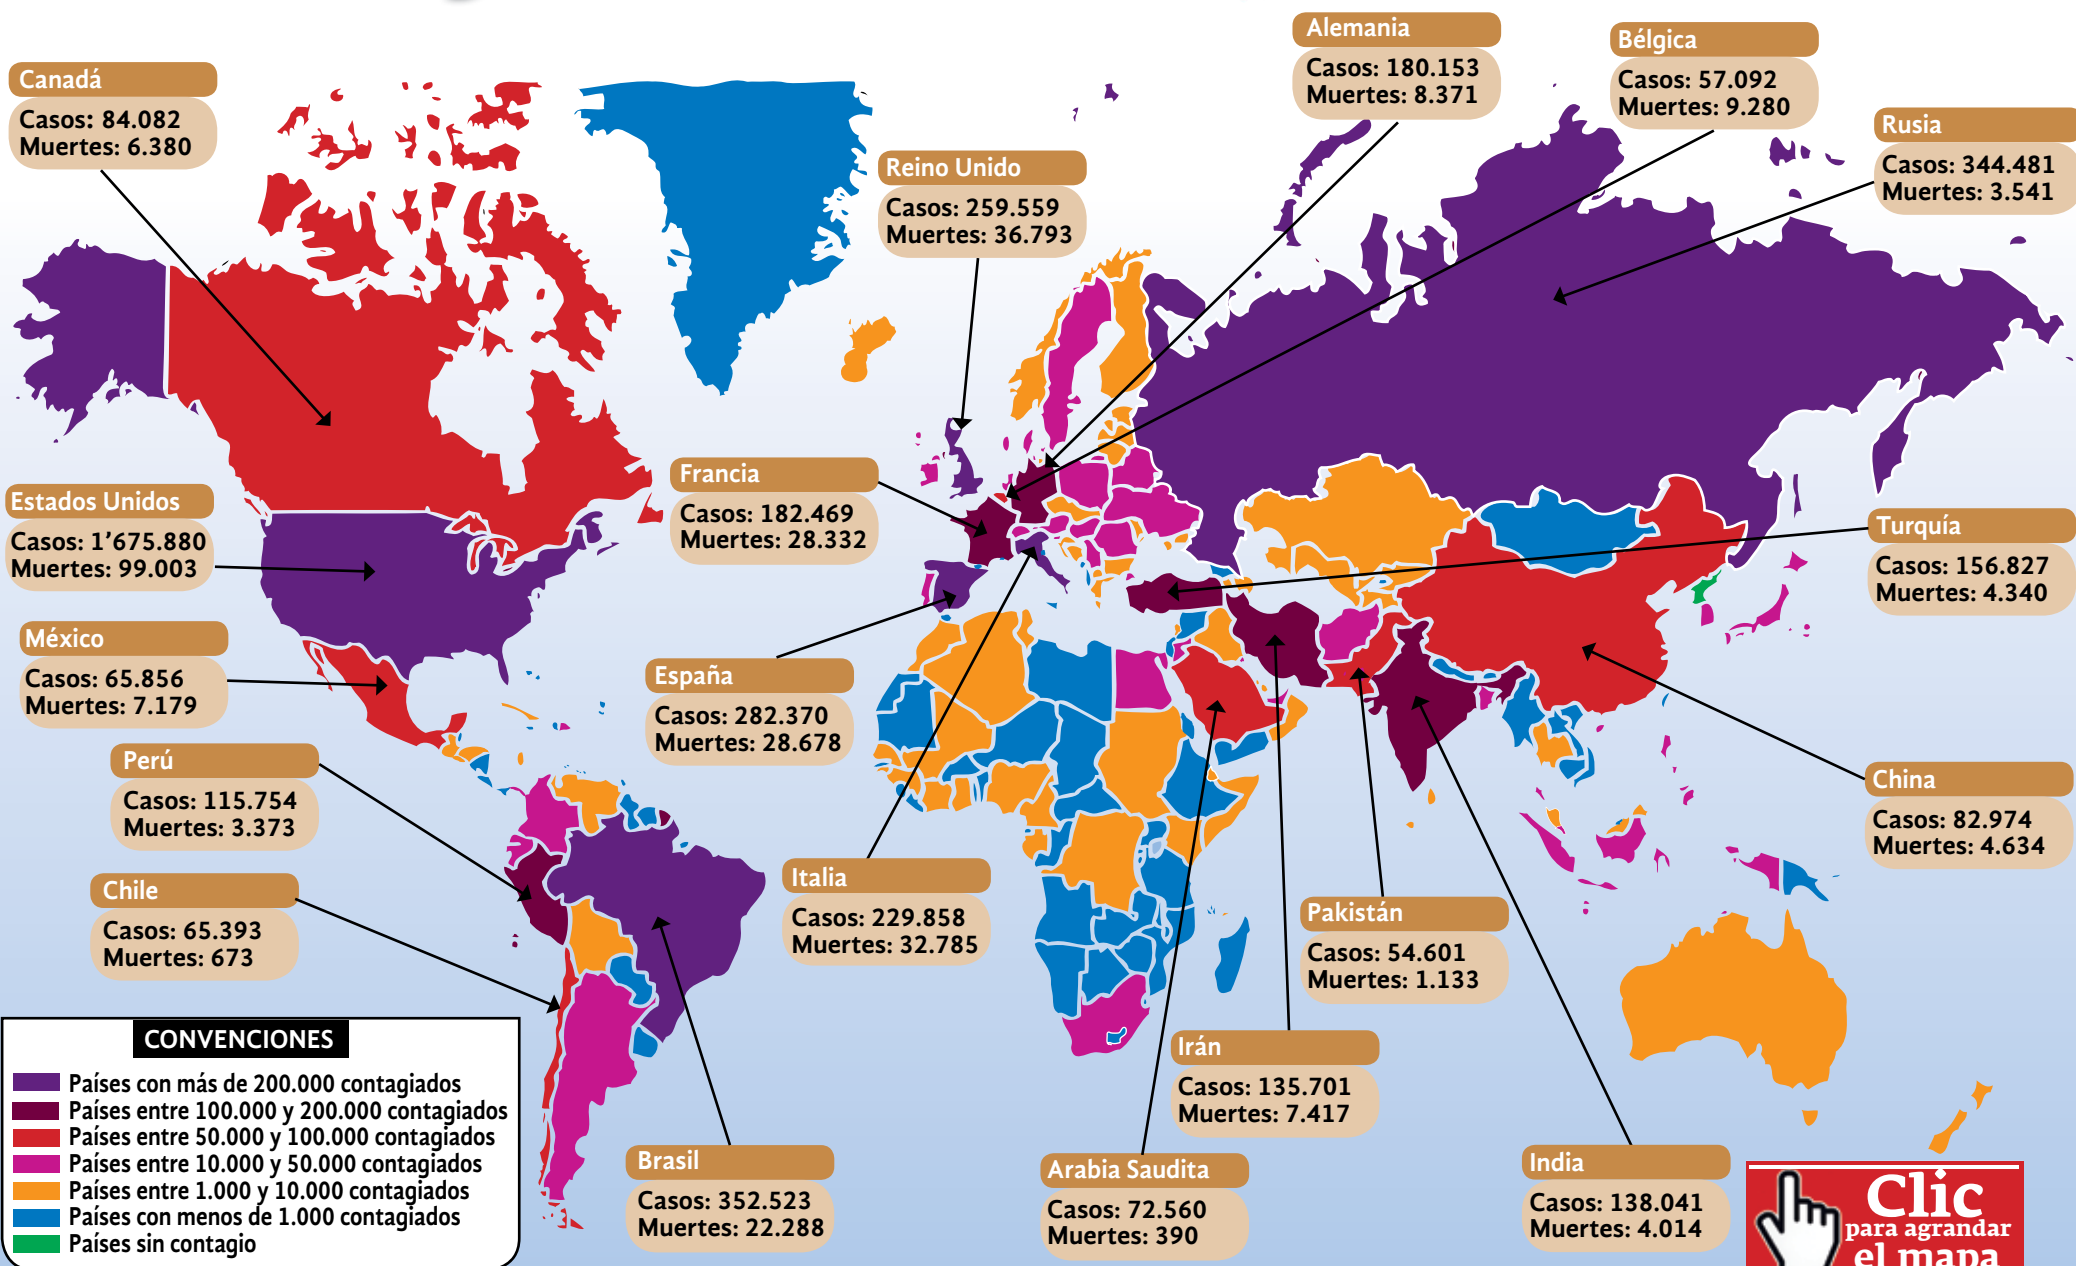 Canadá
Casos: 84.082
Muertes: 6.380
Alemania
Casos: 180.153
Muertes: 8.371
Bélgica
Casos: 57.092
Muertes: 9.280
Rusia
Casos: 344.481
Muertes: 3.541
Reino Unido
Casos: 259.559
Muertes: 36.793
Estados Unidos
Casos: 1’675.880
Muertes: 99.003
Francia
Casos: 182.469
Muertes: 28.332
Turquía
Casos: 156.827
Muertes: 4.340
México
Casos: 65.856
Muertes: 7.179
España
Casos: 282.370
Muertes: 28.678
Perú
Casos: 115.754
Muertes: 3.373
China
Casos: 82.974
Muertes: 4.634
Chile
Casos: 65.393
Muertes: 673
Italia
Casos: 229.858
Muertes: 32.785
Pakistán
Casos: 54.601
Muertes: 1.133
Irán
Casos: 135.701
Muertes: 7.417
Brasil
Casos: 352.523
Muertes: 22.288
Arabia Saudita
Casos: 72.560
Muertes: 390
India
Casos: 138.041
Muertes: 4.014
CONVENCIONES
Países con más de 200.000 contagiados
Países entre 100.000 y 200.000 contagiados
Países entre 50.000 y 100.000 contagiados
Países entre 10.000 y 50.000 contagiados
Países entre 1.000 y 10.000 contagiados
Países con menos de 1.000 contagiados
Países sin contagio
Clic
para agrandar
el mapa